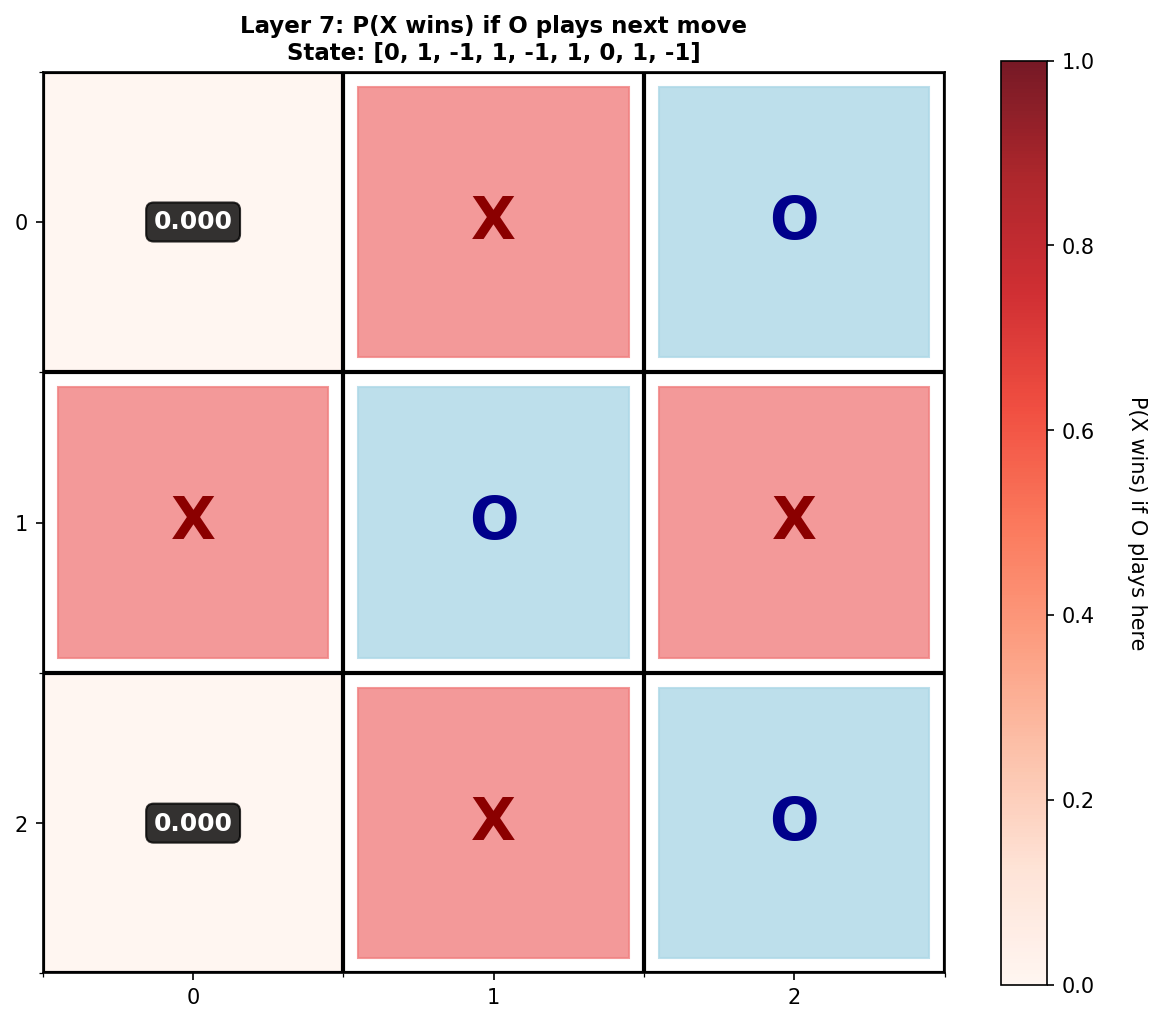 Layer 7: P(X wins) if O plays next move
State: [0, 1, -1, 1, -1, 1, 0, 1, -1]
0
0.000
X
O
1
X
O
X
2
0.000
X
O
0
1
2
1.0
0.8
0.6
0.4
0.2
0.0
P(X wins) if O plays here